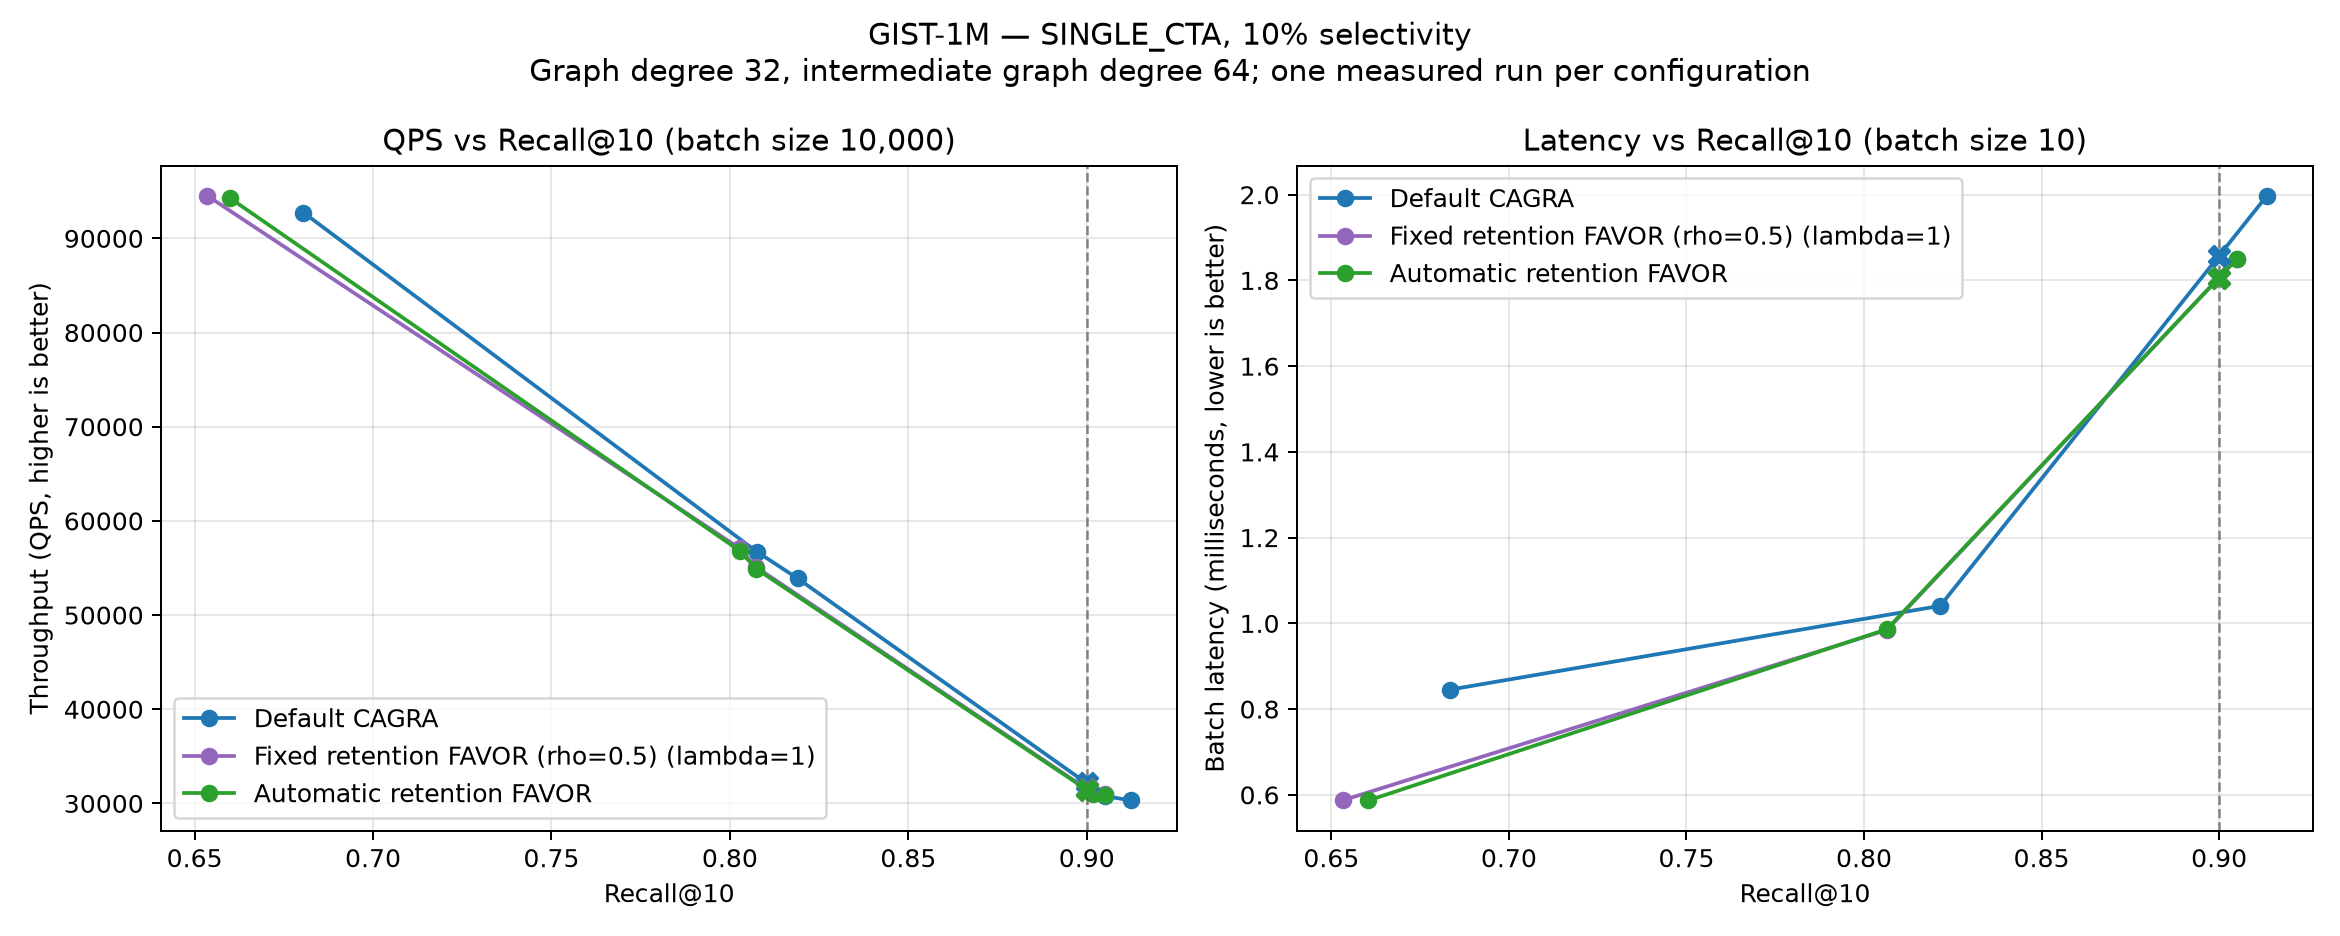 GIST-1M — SINGLE_CTA, 10% selectivity
Graph degree 32, intermediate graph degree 64; one measured run per configuration
QPS vs Recall@10 (batch size 10,000)
Throughput (QPS, higher is better)
90000
80000
70000
60000
50000
40000
30000
Default CAGRA
Fixed retention FAVOR (rho=0.5) (lambda=1)
Automatic retention FAVOR
0.65 0.70 0.75 0.80 0.85 0.90
Recall@10
Latency vs Recall@10 (batch size 10)
Batch latency (milliseconds, lower is better)
2.0
1.8
1.6
1.4
1.2
1.0
0.8
0.6
Default CAGRA
Fixed retention FAVOR (rho=0.5) (lambda=1)
Automatic retention FAVOR
0.65 0.70 0.75 0.80 0.85 0.90
Recall@10